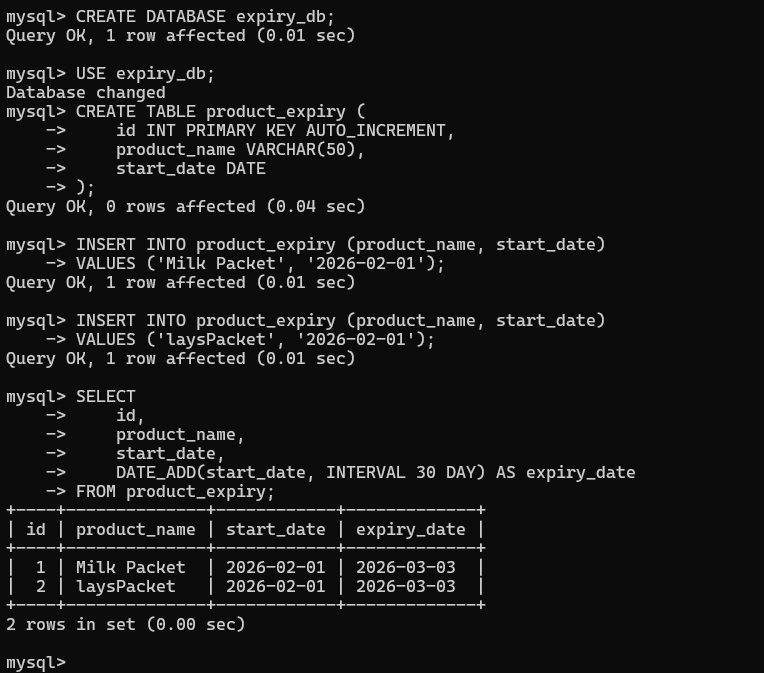 mysql> CREATE DATABASE expiry_db;
Query OK, 1 row affected (0.01 sec)
mysql> USE expiry_db;
Database changed
mysql> CREATE TABLE product_expiry (
    ->     id INT PRIMARY KEY AUTO_INCREMENT,
    ->     product_name VARCHAR(50),
    ->     start_date DATE
    -> );
Query OK, 0 rows affected (0.04 sec)
mysql> INSERT INTO product_expiry (product_name, start_date)
    -> VALUES ('Milk Packet', '2026-02-01');
Query OK, 1 row affected (0.01 sec)
mysql> INSERT INTO product_expiry (product_name, start_date)
    -> VALUES ('laysPacket', '2026-02-01');
Query OK, 1 row affected (0.01 sec)
mysql> SELECT
    ->     id,
    ->     product_name,
    ->     start_date,
    ->     DATE_ADD(start_date, INTERVAL 30 DAY) AS expiry_date
    -> FROM product_expiry;
+----+--------------+------------+-------------+
| id | product_name | start_date | expiry_date |
+----+--------------+------------+-------------+
|  1 | Milk Packet  | 2026-02-01 | 2026-03-03  |
|  2 | laysPacket   | 2026-02-01 | 2026-03-03  |
+----+--------------+------------+-------------+
2 rows in set (0.00 sec)
mysql>